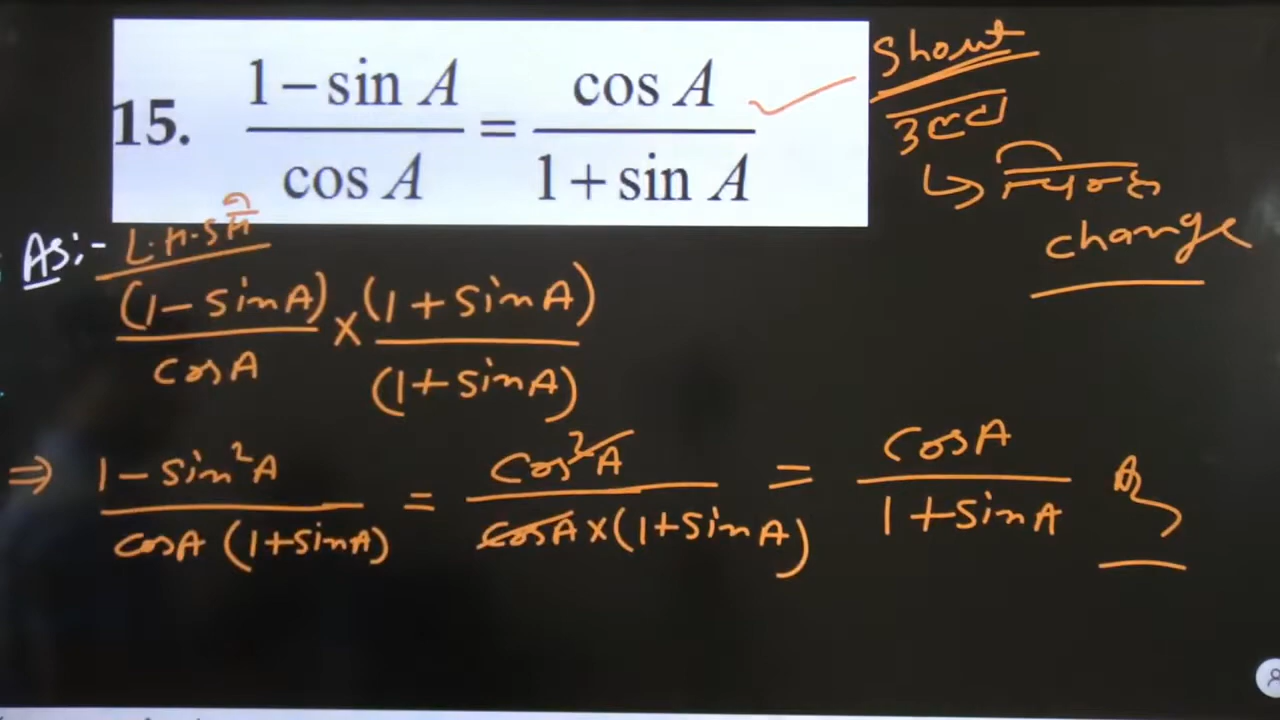 15. (1 − sin A)/(cos A) = (cos A)/(1 + sin A) ✓
Short
उल्टा
↳
change
As:- L.H.S से
(1 − sinA)/(cosA) × (1 + sinA)/(1 + sinA)
⇒ (1 − sin²A)/(cosA (1+sinA)) = (cos²A)/(cosA × (1+sinA)) = (cosA)/(1+sinA)